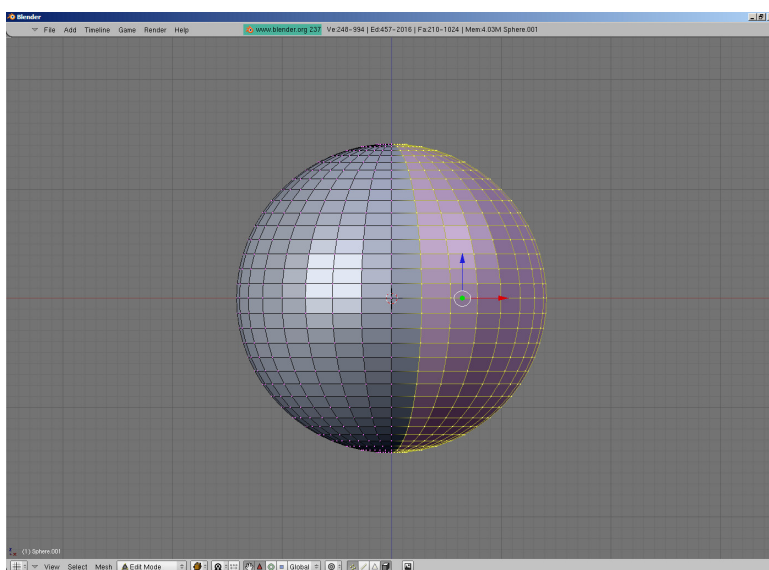 Blender
File Add Timeline Game Render Help www.blender.org 237 Ve:248-994 | Ed:457-2016 | Fa:210-1024 | Mem:4.03M Sphere.001
(1) Sphere.001
View Select Mesh Edit Mode Global